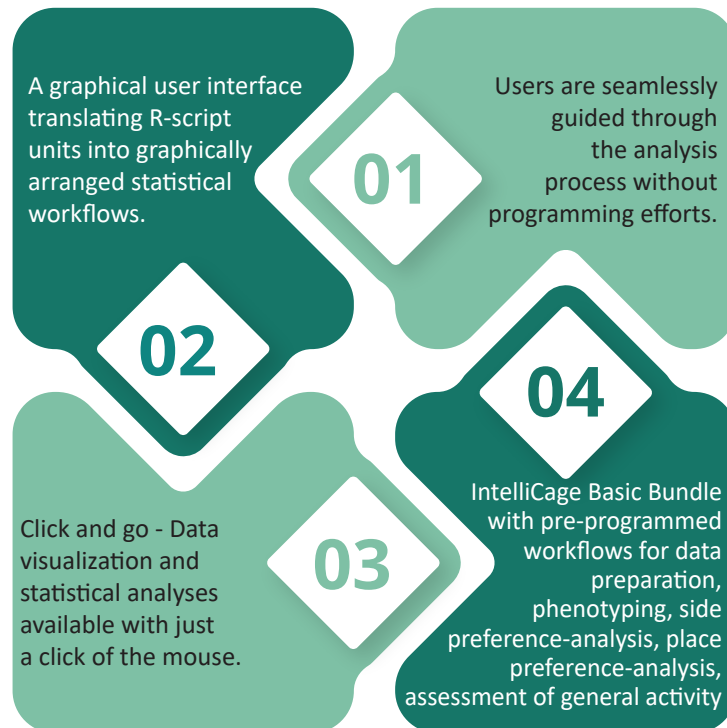 01
Users are seamlessly
guided through
the analysis
process without
programming efforts.
02
A graphical user interface
translating R-script
units into graphically
arranged statistical
workflows.
03
Click and go - Data
visualization and
statistical analyses
available with just
a click of the mouse.
04
IntelliCage Basic Bundle
with pre-programmed
workflows for data
preparation,
phenotyping, side
preference-analysis, place
preference-analysis,
assessment of general activity